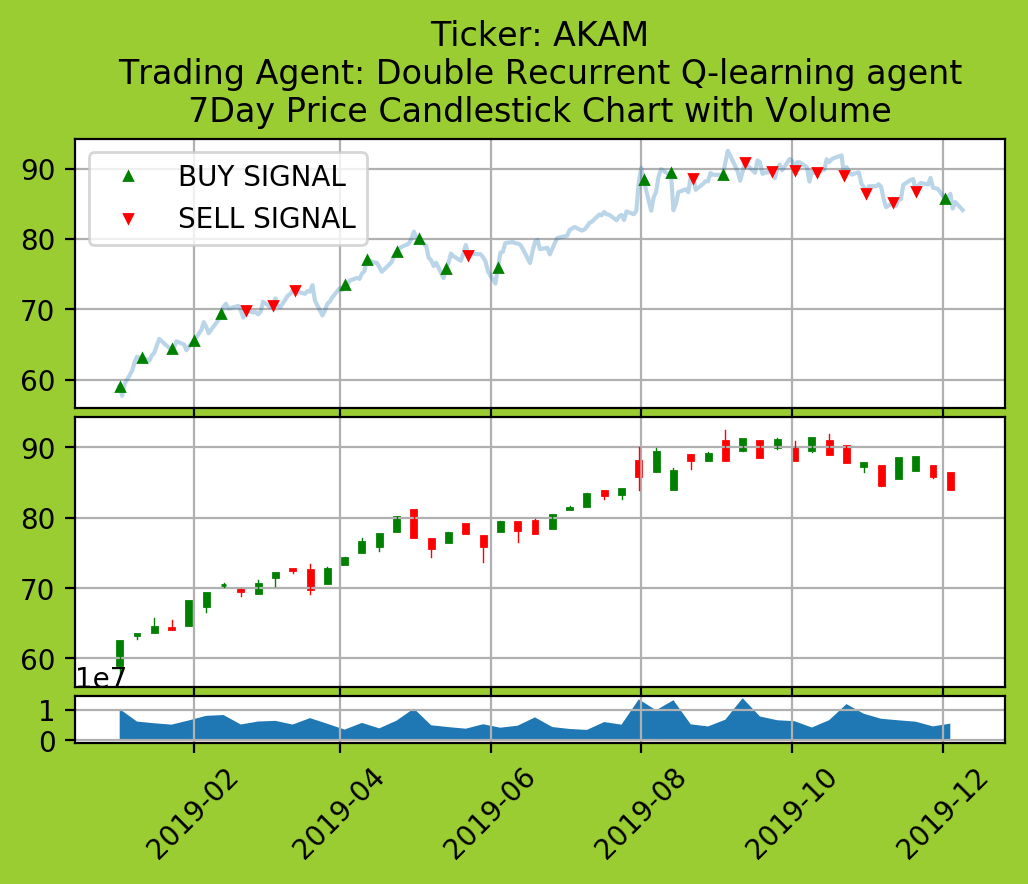 Ticker: AKAM
Trading Agent: Double Recurrent Q-learning agent
7Day Price Candlestick Chart with Volume
90
80
70
60
BUY SIGNAL
SELL SIGNAL
90
80
70
60
1e7
1
0
2019-02
2019-04
2019-06
2019-08
2019-10
2019-12